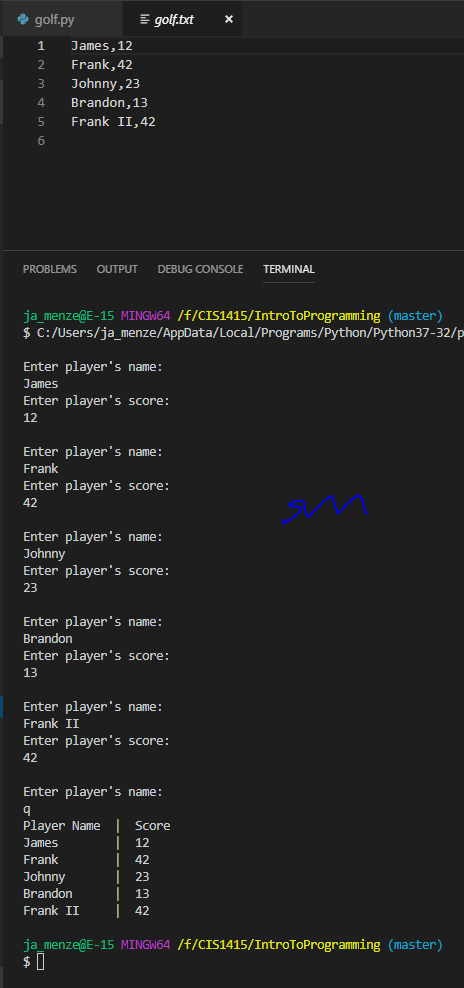 golf.py golf.txt
1 James,12
2 Frank,42
3 Johnny,23
4 Brandon,13
5 Frank II,42
6
PROBLEMS OUTPUT DEBUG CONSOLE TERMINAL
ja_menze@E-15 MINGW64 /f/CIS1415/IntroToProgramming (master)
$ C:/Users/ja_menze/AppData/Local/Programs/Python/Python37-32/p
Enter player's name:
James
Enter player's score:
12
Enter player's name:
Frank
Enter player's score:
42
Enter player's name:
Johnny
Enter player's score:
23
Enter player's name:
Brandon
Enter player's score:
13
Enter player's name:
Frank II
Enter player's score:
42
Enter player's name:
q
Player Name | Score
James | 12
Frank | 42
Johnny | 23
Brandon | 13
Frank II | 42
ja_menze@E-15 MINGW64 /f/CIS1415/IntroToProgramming (master)
$